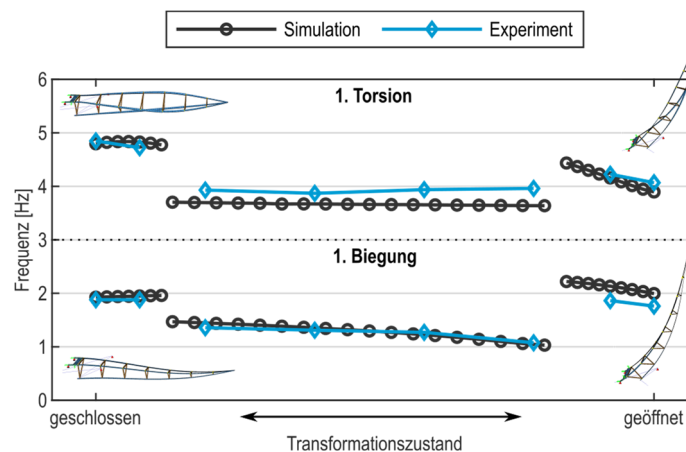 Simulation
Experiment
6
5
4
3
2
1
0
Frequenz [Hz]
1. Torsion
1. Biegung
geschlossen
geöffnet
Transformationszustand